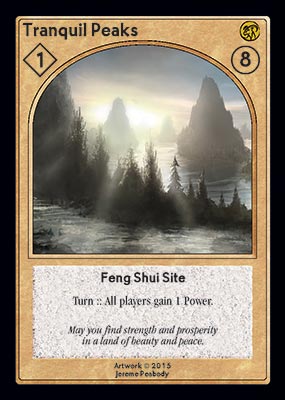 Tranquil Peaks
1
8
Feng Shui Site
Turn :: All players gain 1 Power.
May you find strength and prosperity
in a land of beauty and peace.
Artwork © 2015
Jereme Peabody